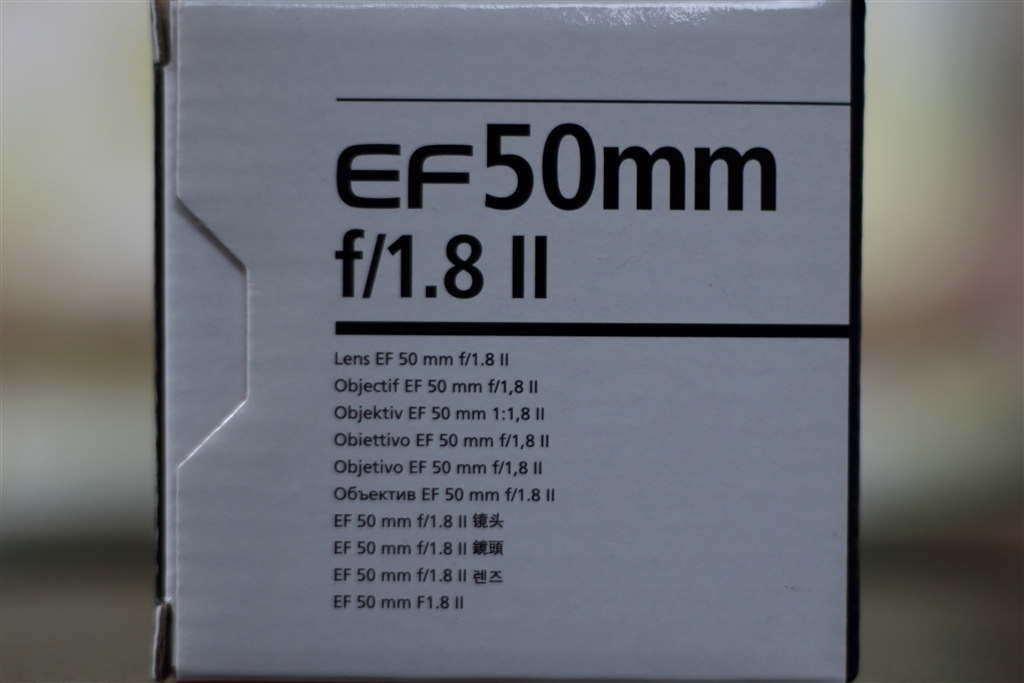 EF50mm
f/1.8 II
Lens EF 50 mm f/1.8 II
Objectif EF 50 mm f/1,8 II
Objektiv EF 50 mm 1:1,8 II
Obiettivo EF 50 mm f/1,8 II
Objetivo EF 50 mm f/1,8 II
Объектив EF 50 mm f/1.8 II
EF 50 mm f/1.8 II 镜头
EF 50 mm f/1.8 II 鏡頭
EF 50 mm f/1.8 II 렌즈
EF 50 mm F1.8 II